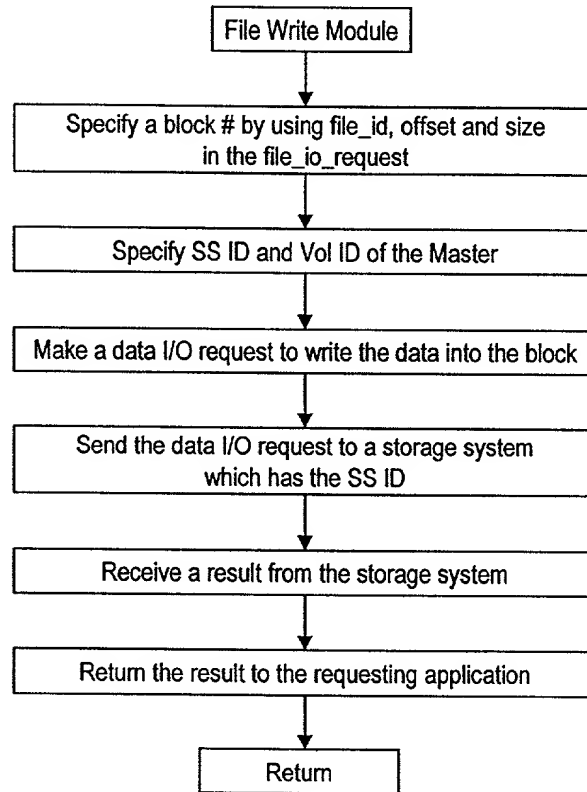 File Write Module
Specify a block # by using file_id, offset and size
in the file_io_request
Specify SS ID and Vol ID of the Master
Make a data I/O request to write the data into the block
Send the data I/O request to a storage system
which has the SS ID
Receive a result from the storage system
Return the result to the requesting application
Return